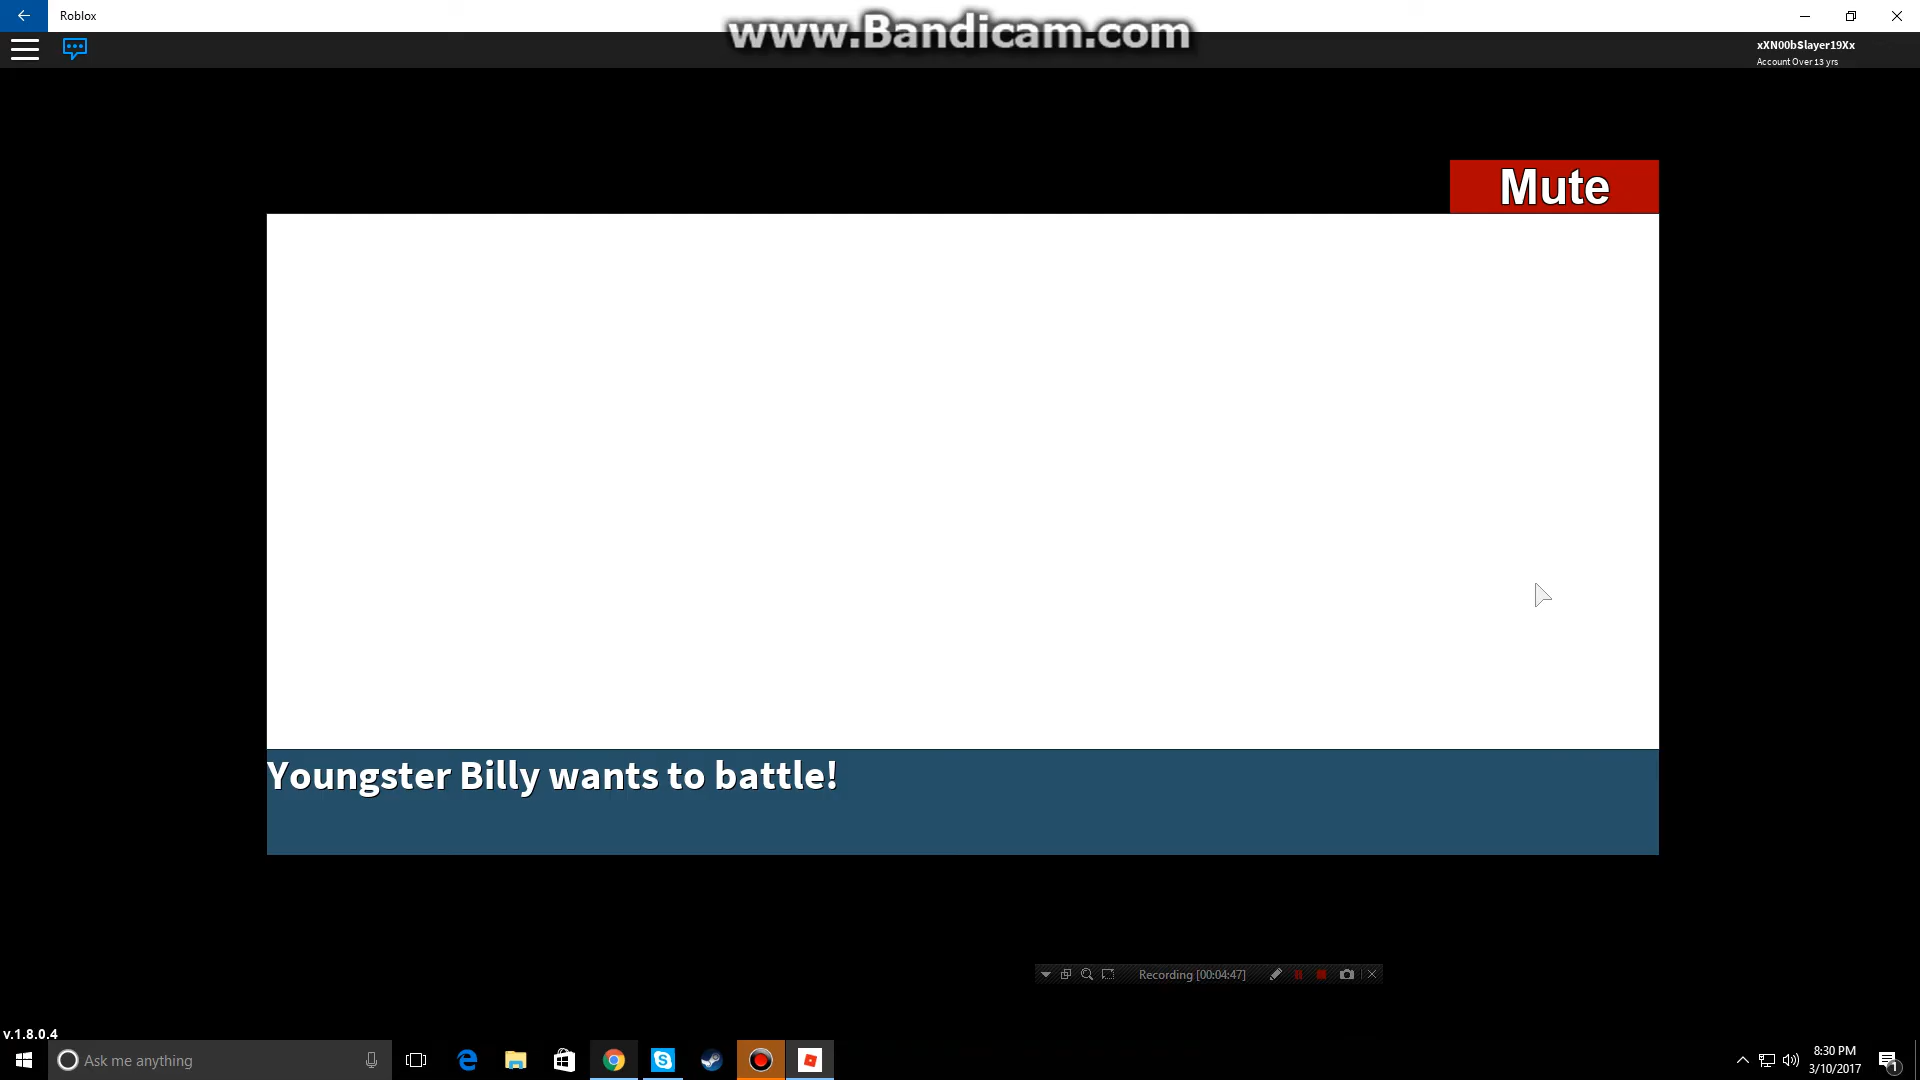 Roblox
www.Bandicam.com
xXN00bSlayer19Xx
Account Over 13 yrs
Mute
Youngster Billy wants to battle!
Recording [00:04:47]
v.1.8.0.4
Ask me anything
8:30 PM
3/10/2017
1